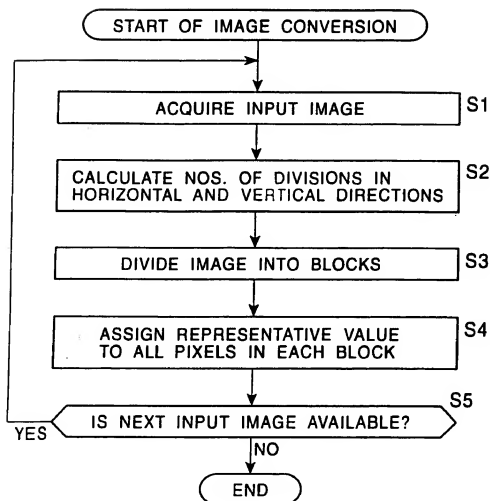 START OF IMAGE CONVERSION
ACQUIRE INPUT IMAGE
S1
CALCULATE NOS. OF DIVISIONS IN
HORIZONTAL AND VERTICAL DIRECTIONS
S2
DIVIDE IMAGE INTO BLOCKS
S3
ASSIGN REPRESENTATIVE VALUE
TO ALL PIXELS IN EACH BLOCK
S4
IS NEXT INPUT IMAGE AVAILABLE?
S5
YES
NO
END